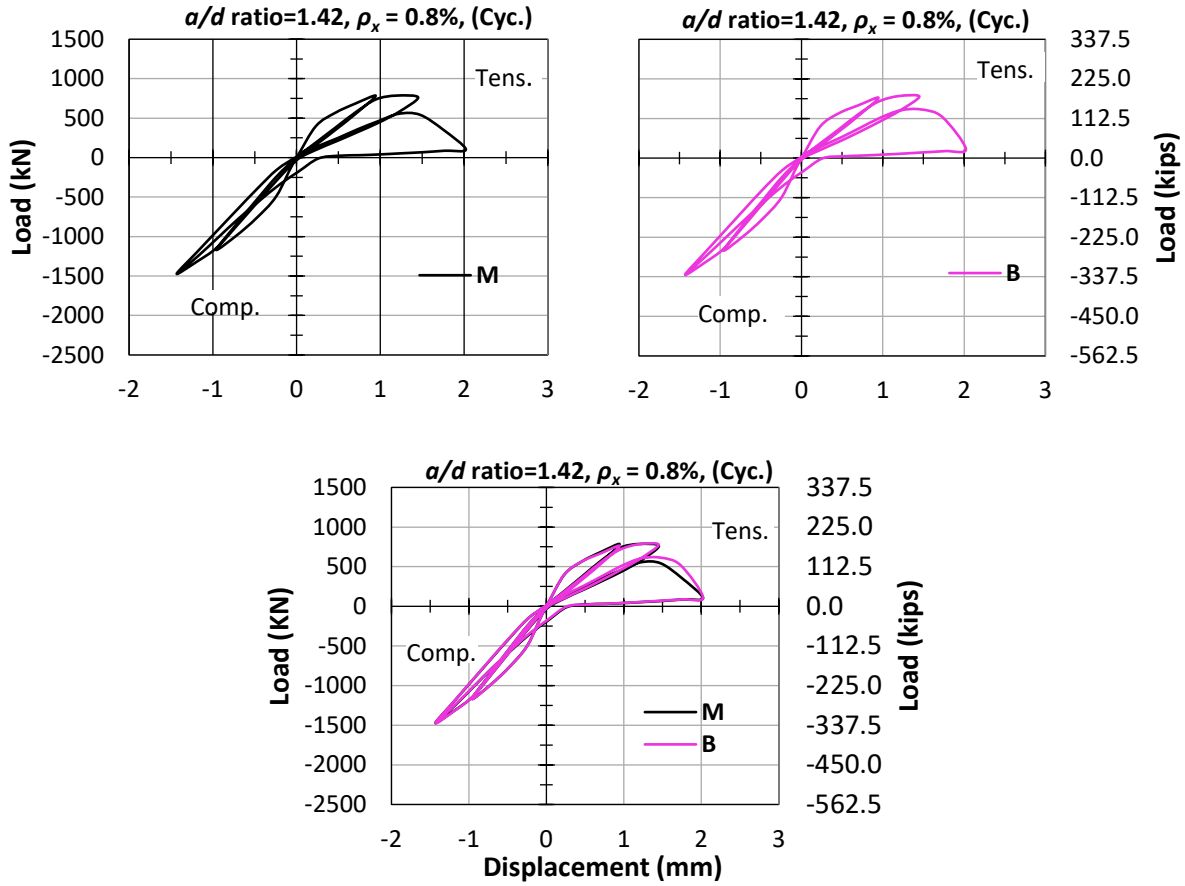 a/d ratio=1.42, ρx = 0.8%, (Cyc.)
1500
1000
500
0
-500
-1000
-1500
-2000
-2500
Load (kN)
Tens.
Comp.
M
-2 -1 0 1 2 3
a/d ratio=1.42, ρx = 0.8%, (Cyc.)
337.5
225.0
112.5
0.0
-112.5
-225.0
-337.5
-450.0
-562.5
Load (kips)
Tens.
Comp.
B
-2 -1 0 1 2 3
a/d ratio=1.42, ρx = 0.8%, (Cyc.)
1500
1000
500
0
-500
-1000
-1500
-2000
-2500
Load (KN)
Tens.
Comp.
M
B
337.5
225.0
112.5
0.0
-112.5
-225.0
-337.5
-450.0
-562.5
Load (kips)
-2 -1 0 1 2 3
Displacement (mm)